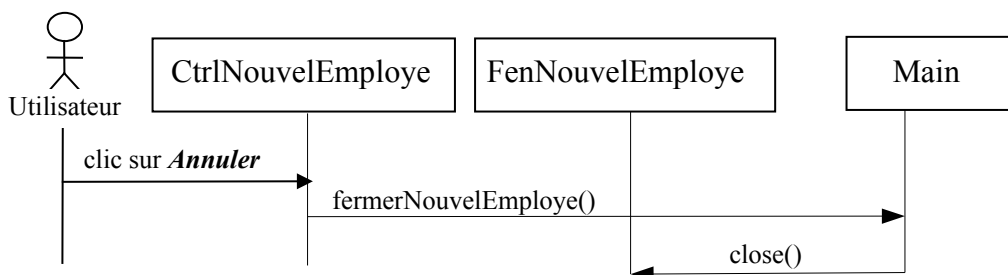 CtrlNouvelEmploye
FenNouvelEmploye
Main
Utilisateur
clic sur Annuler
fermerNouvelEmploye()
close()